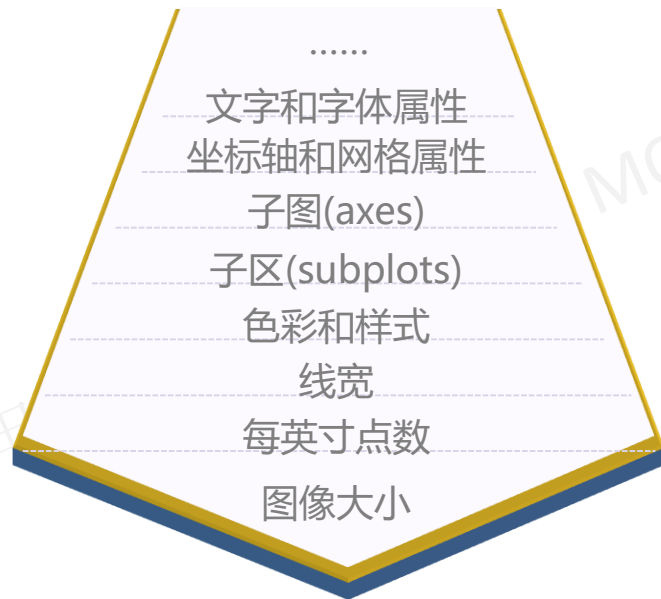 ······
文字和字体属性
坐标轴和网格属性
子图(axes)
子区(subplots)
色彩和样式
线宽
每英寸点数
图像大小